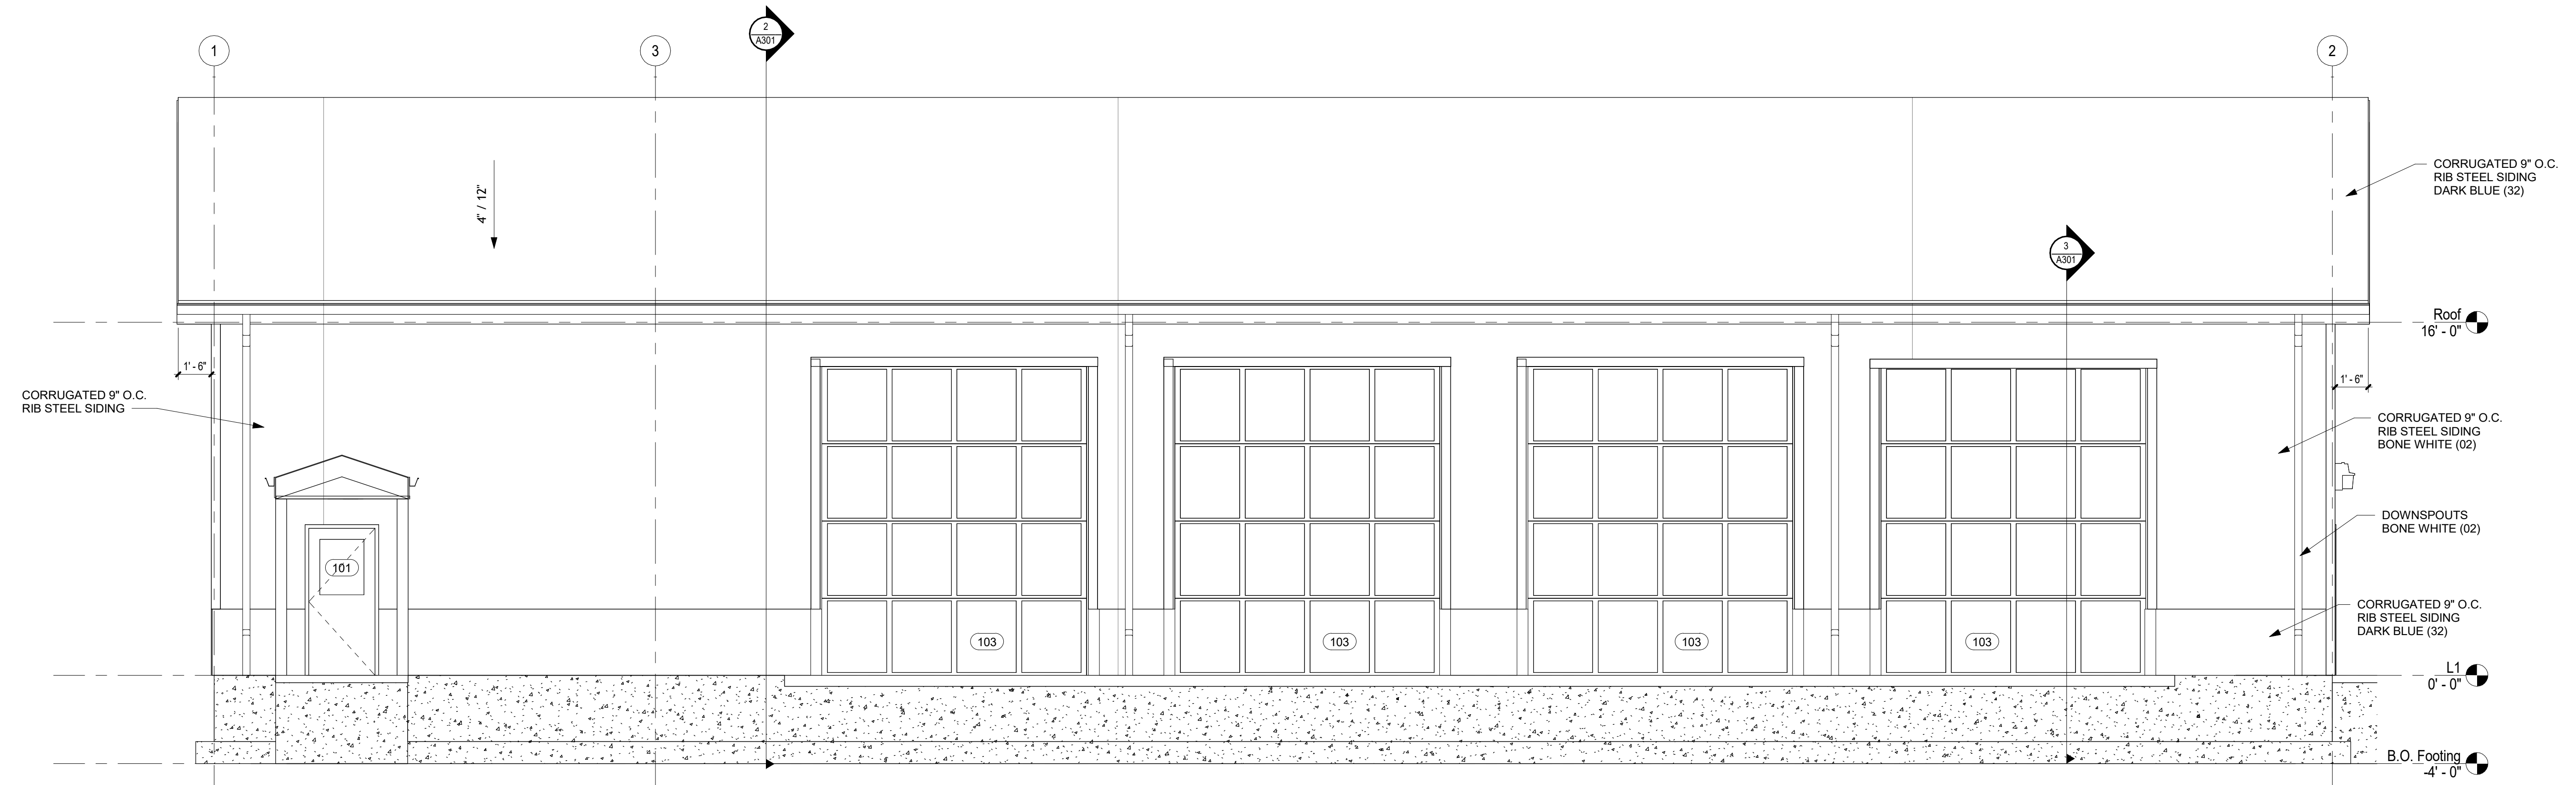 1
3
2
A301
2
4" / 12"
CORRUGATED 9" O.C.
RIB STEEL SIDING
DARK BLUE (32)
3
A301
Roof
16' - 0"
1' - 6"
1' - 6"
CORRUGATED 9" O.C.
RIB STEEL SIDING
CORRUGATED 9" O.C.
RIB STEEL SIDING
BONE WHITE (02)
DOWNSPOUTS
BONE WHITE (02)
101
CORRUGATED 9" O.C.
RIB STEEL SIDING
DARK BLUE (32)
103
103
103
103
L1
0' - 0"
B.O. Footing
-4' - 0"